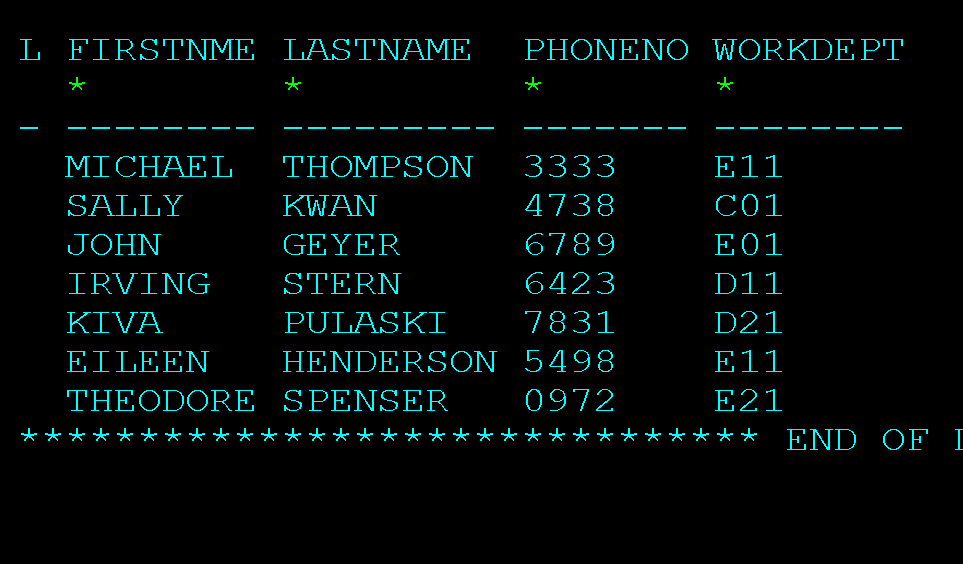 L FIRSTNME LASTNAME  PHONENO WORKDEPT
  *        *         *       *
- -------- --------- ------- --------
  MICHAEL  THOMPSON  3333    E11
  SALLY    KWAN      4738    C01
  JOHN     GEYER     6789    E01
  IRVING   STERN     6423    D11
  KIVA     PULASKI   7831    D21
  EILEEN   HENDERSON 5498    E11
  THEODORE SPENSER   0972    E21
******************************* END OF